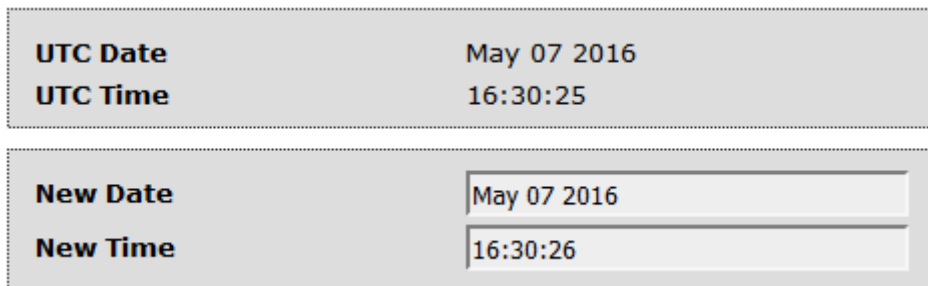 UTC Date May 07 2016
UTC Time 16:30:25
New Date May 07 2016
New Time 16:30:26